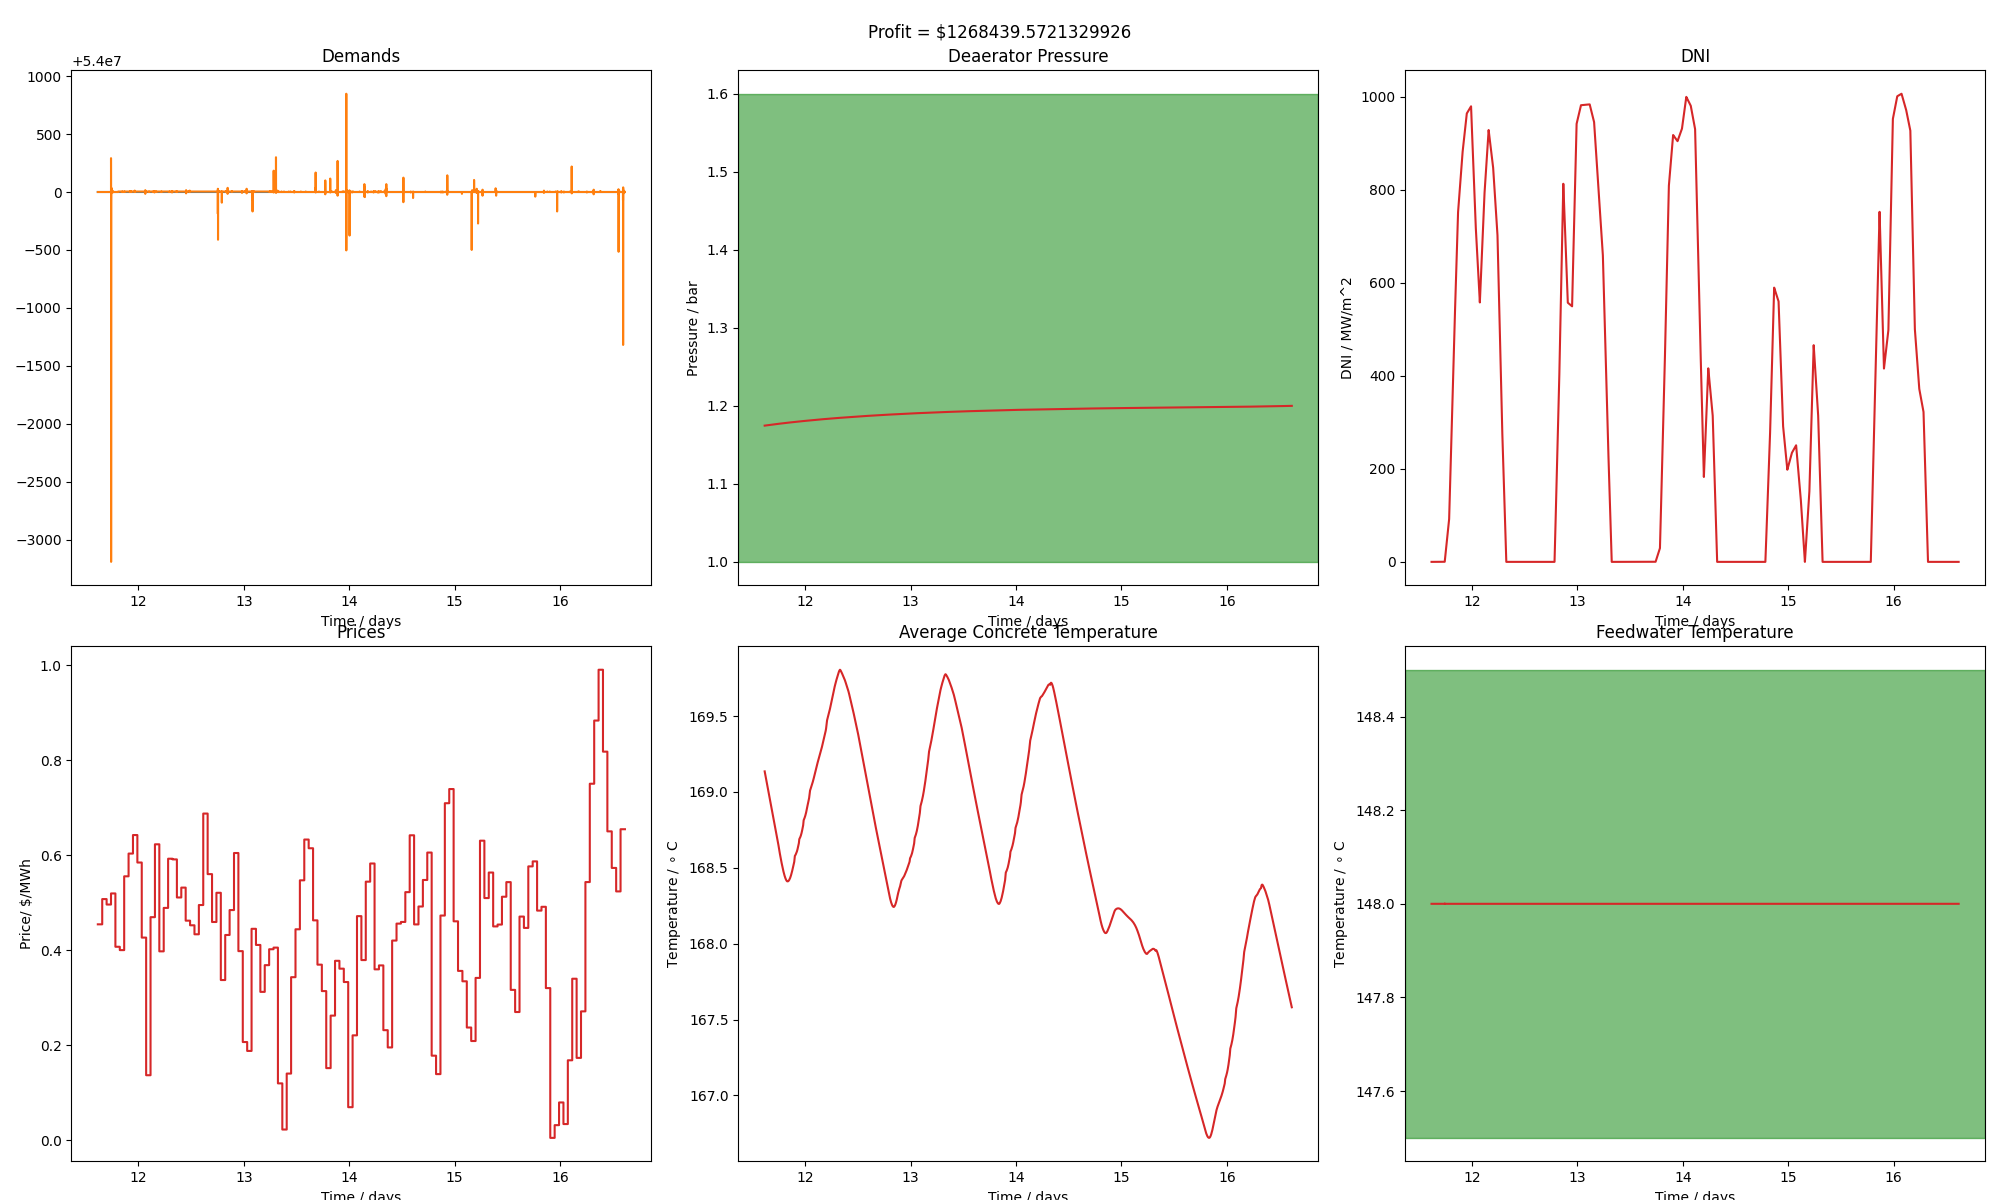 Profit = $1268439.5721329926
Demands
+5.4e7
1000
500
0
−500
−1000
−1500
−2000
−2500
−3000
12 13 14 15 16
Time / days
Deaerator Pressure
Pressure / bar
1.6
1.5
1.4
1.3
1.2
1.1
1.0
12 13 14 15 16
Time / days
DNI
DNI / MW/m^2
1000
800
600
400
200
0
12 13 14 15 16
Time / days
Prices
Price/ $/MWh
1.0
0.8
0.6
0.4
0.2
0.0
12 13 14 15 16
Time / days
Average Concrete Temperature
Temperature / ∘ C
169.5
169.0
168.5
168.0
167.5
167.0
12 13 14 15 16
Time / days
Feedwater Temperature
Temperature / ∘ C
148.4
148.2
148.0
147.8
147.6
12 13 14 15 16
Time / days